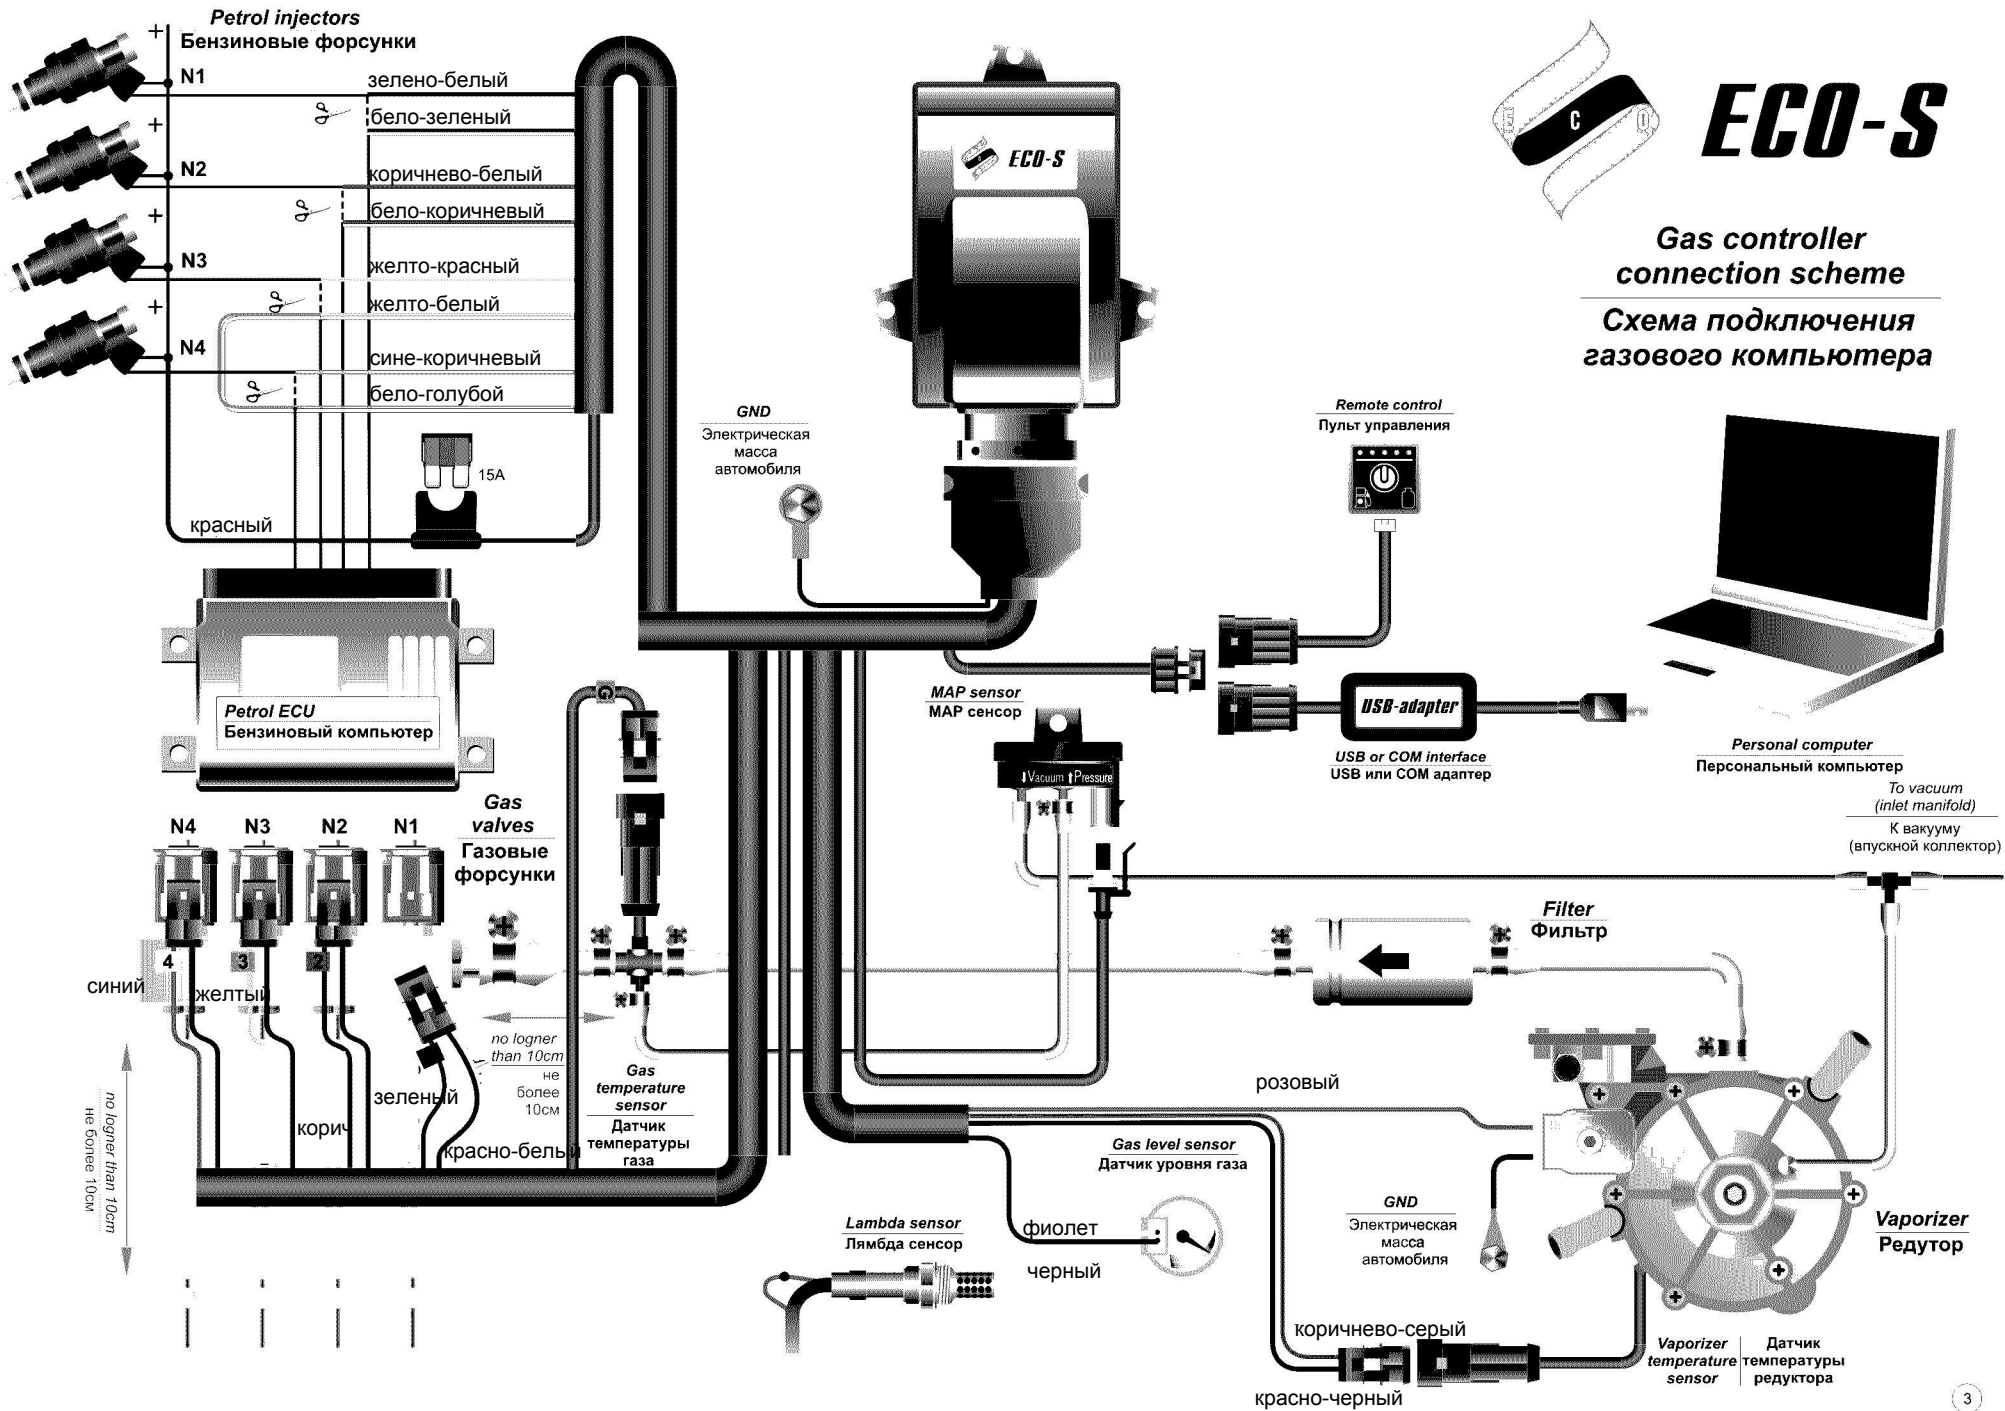 Petrol injectors
Бензиновые форсунки
+
N1
зелено-белый
бело-зеленый
+
N2
коричнево-белый
бело-коричневый
+
N3
желто-красный
желто-белый
+
N4
сине-коричневый
бело-голубой
15A
красный
Petrol ECU
Бензиновый компьютер
ECO-S
E C O
ECO-S
Gas controller
connection scheme
Схема подключения
газового компьютера
GND
Электрическая
масса
автомобиля
Remote control
Пульт управления
MAP sensor
МАР сенсор
Vacuum Pressure
USB-adapter
USB or COM interface
USB или COM адаптер
Personal computer
Персональный компьютер
To vacuum
(inlet manifold)
К вакууму
(впускной коллектор)
G
Gas
valves
Газовые
форсунки
N4 N3 N2 N1
4 3 2
синий
желтый
зеленый
корич
красно-белый
no logner than 10cm
не более 10см
no logner
than 10cm
не
более
10см
Gas
temperature
sensor
Датчик
температуры
газа
Filter
Фильтр
розовый
Gas level sensor
Датчик уровня газа
GND
Электрическая
масса
автомобиля
Lambda sensor
Лямбда сенсор
фиолет
черный
Vaporizer
Редутор
коричнево-серый
красно-черный
Vaporizer
temperature
sensor
Датчик
температуры
редуктора
3